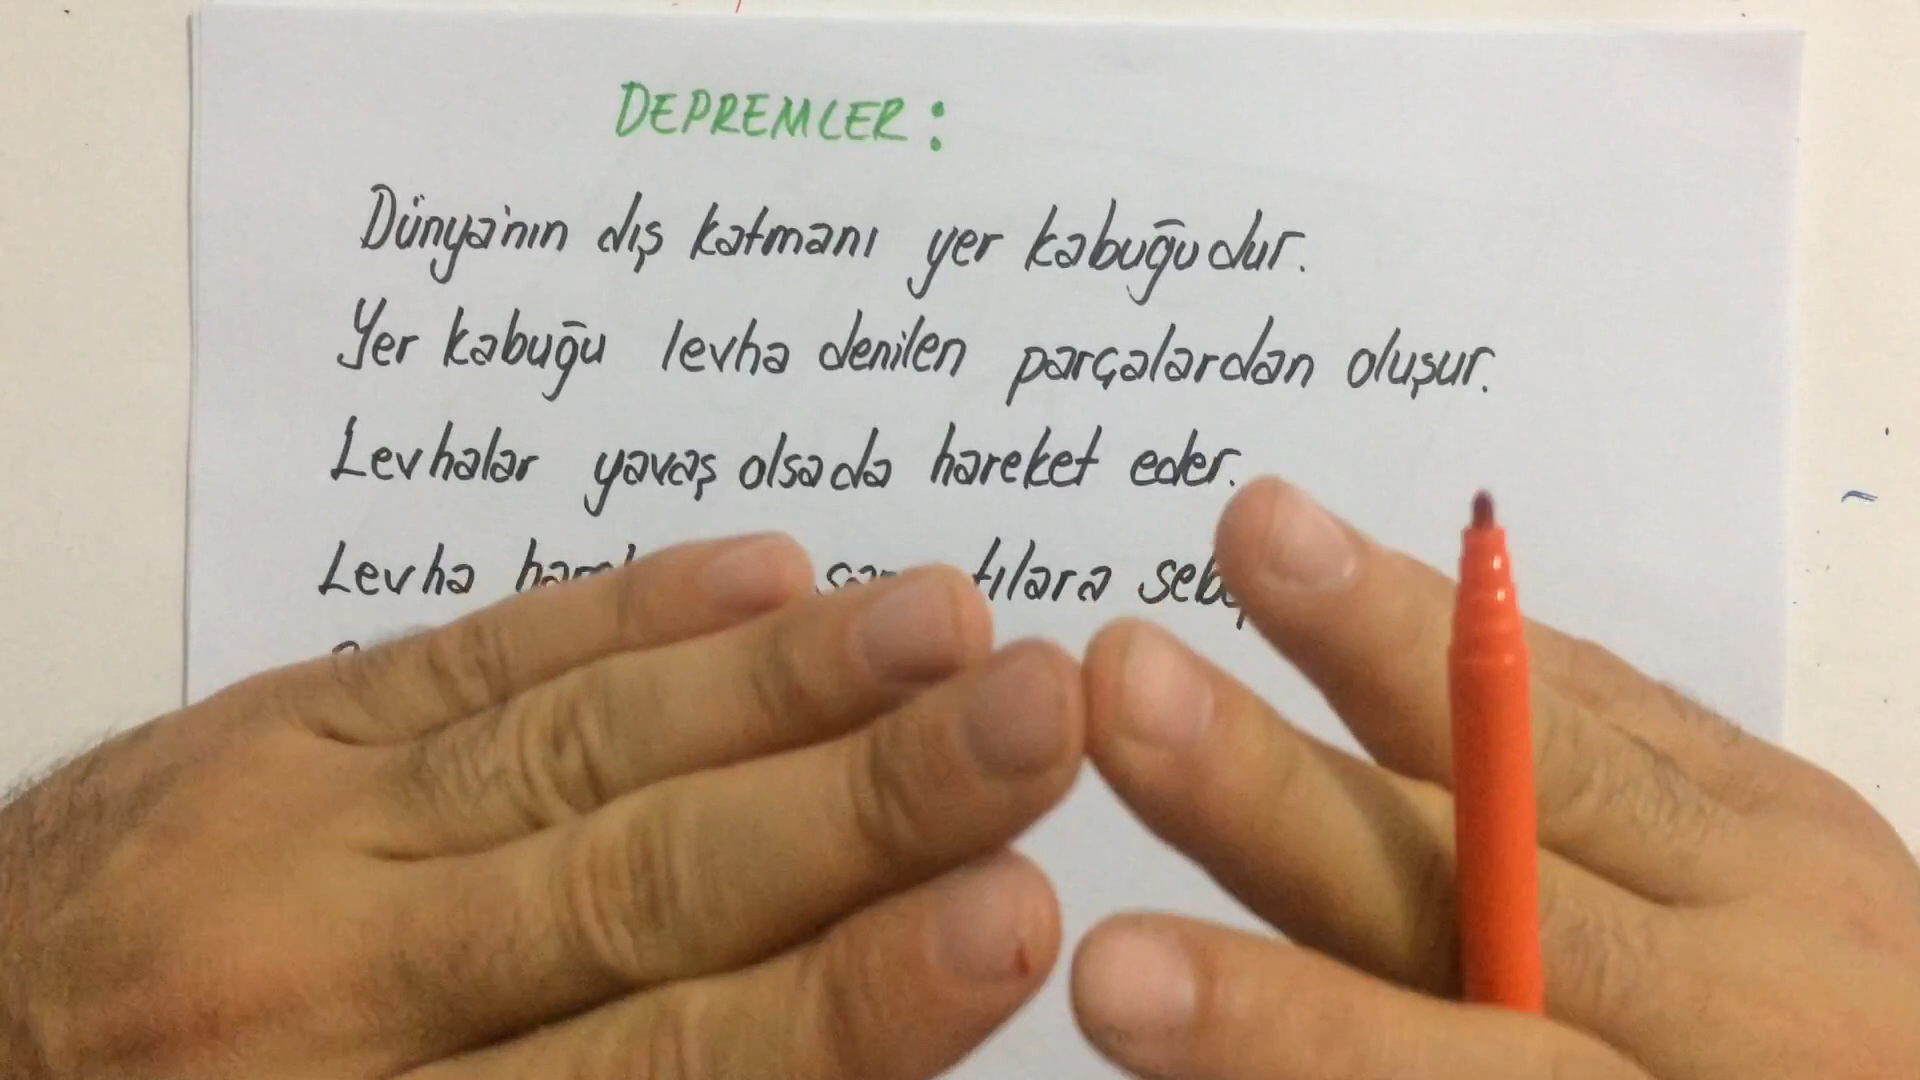 DEPREMLER :
Dünya'nın dış katmanı yer kabuğudur.
Yer kabuğu levha denilen parçalardan oluşur.
Levhalar yavaş olsada hareket eder.
Levha